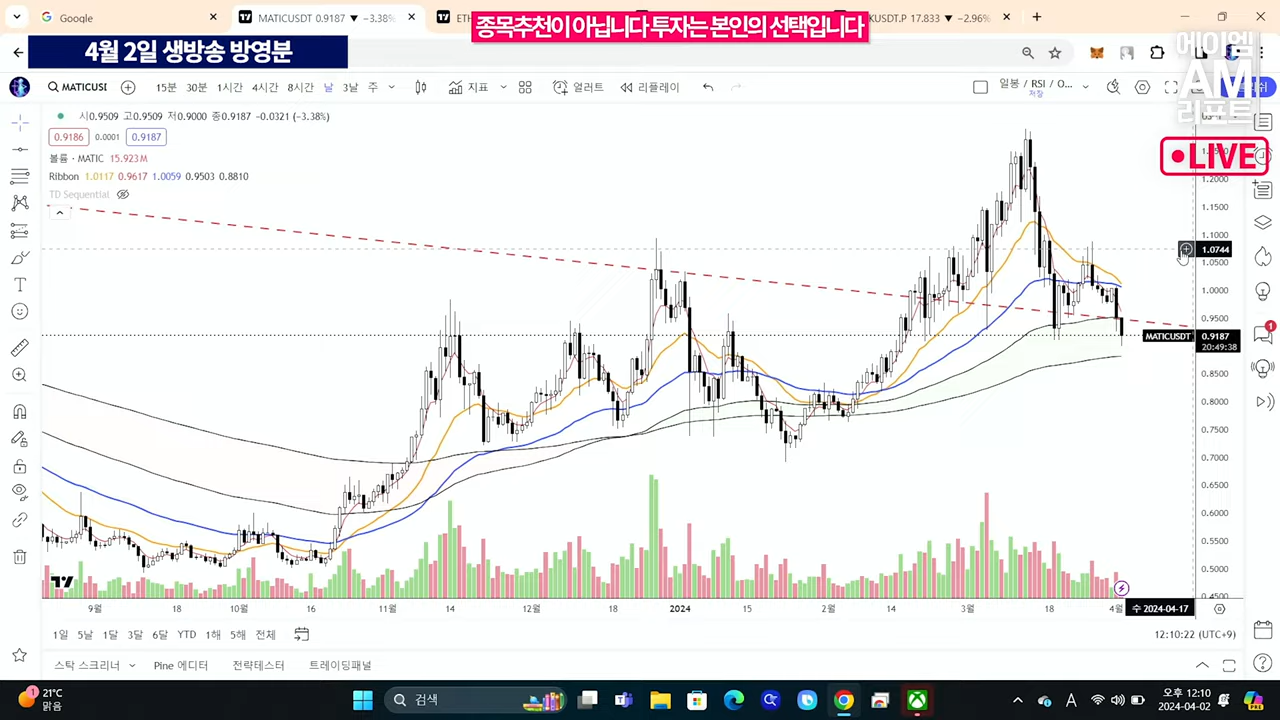 Google
MATICUSDT 0.9187 ▼ −3.38%
ETH
KUSDT.P 17.833 ▼ −2.96%
종목추천이 아닙니다 투자는 본인의 선택입니다
4월 2일 생방송 방영분
에이엠
AM
리포트
LIVE
MATICUSI
15분 30분 1시간 4시간 8시간 날 3날 주
지표
얼러트
리플레이
일봉 / RSI / O...
저장
시0.9509 고0.9509 저0.9000 종0.9187 −0.0321 (−3.38%)
0.9186 0.0001 0.9187
볼륨 · MATIC 15.923M
Ribbon 1.0117 0.9617 1.0059 0.9503 0.8810
TD Sequential
1.2000
1.1500
1.1000
1.0744
1.0500
1.0000
0.9500
MATICUSDT 0.9187
20:49:38
0.8500
0.8000
0.7500
0.7000
0.6500
0.6000
0.5500
0.5000
0.4500
1
9월 18 10월 16 11월 14 12월 18 2024 15 2월 14 3월 18 4월
수 2024-04-17
1일 5날 1달 3달 6달 YTD 1해 5해 전체
12:10:22 (UTC+9)
스탁 스크리너 Pine 에디터 전략테스터 트레이딩패널
1
21°C
맑음
검색
A
오후 12:10
2024-04-02